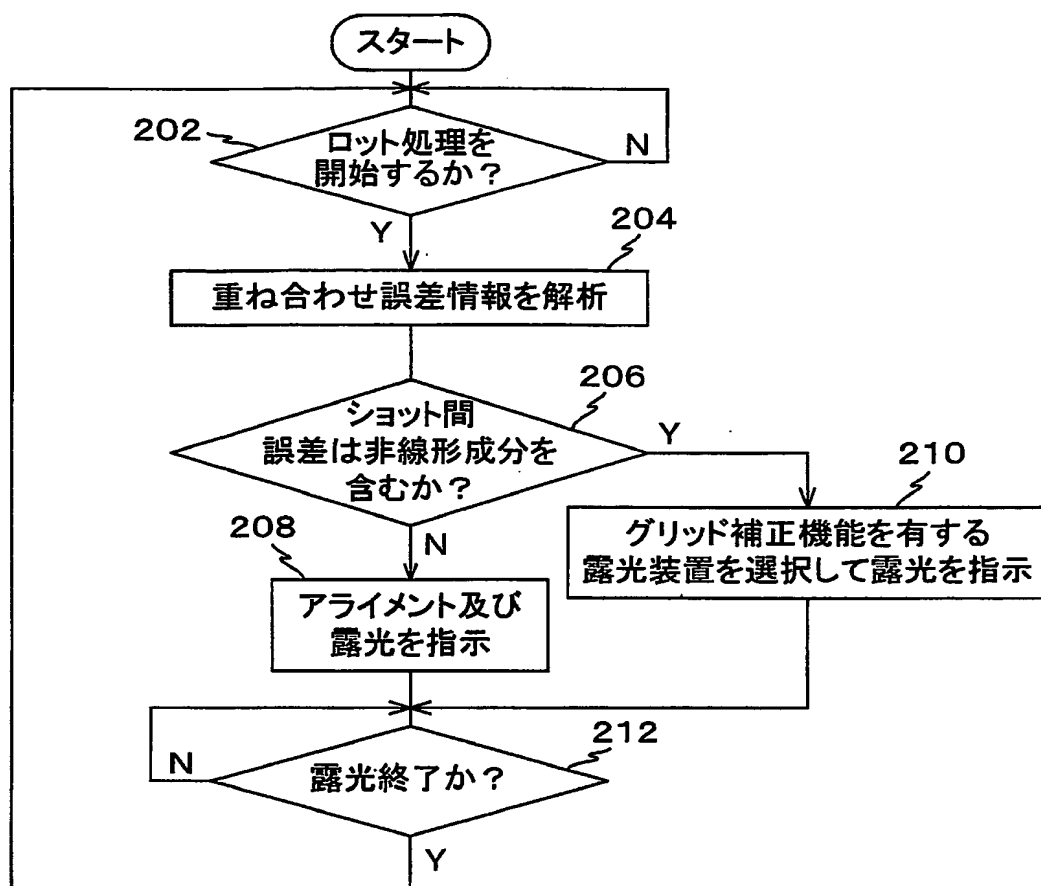 スタート
202
ロット処理を
開始するか？
N
Y
204
重ね合わせ誤差情報を解析
206
ショット間
誤差は非線形成分を
含むか？
Y
N
210
グリッド補正機能を有する
露光装置を選択して露光を指示
208
アライメント及び
露光を指示
212
露光終了か？
N
Y